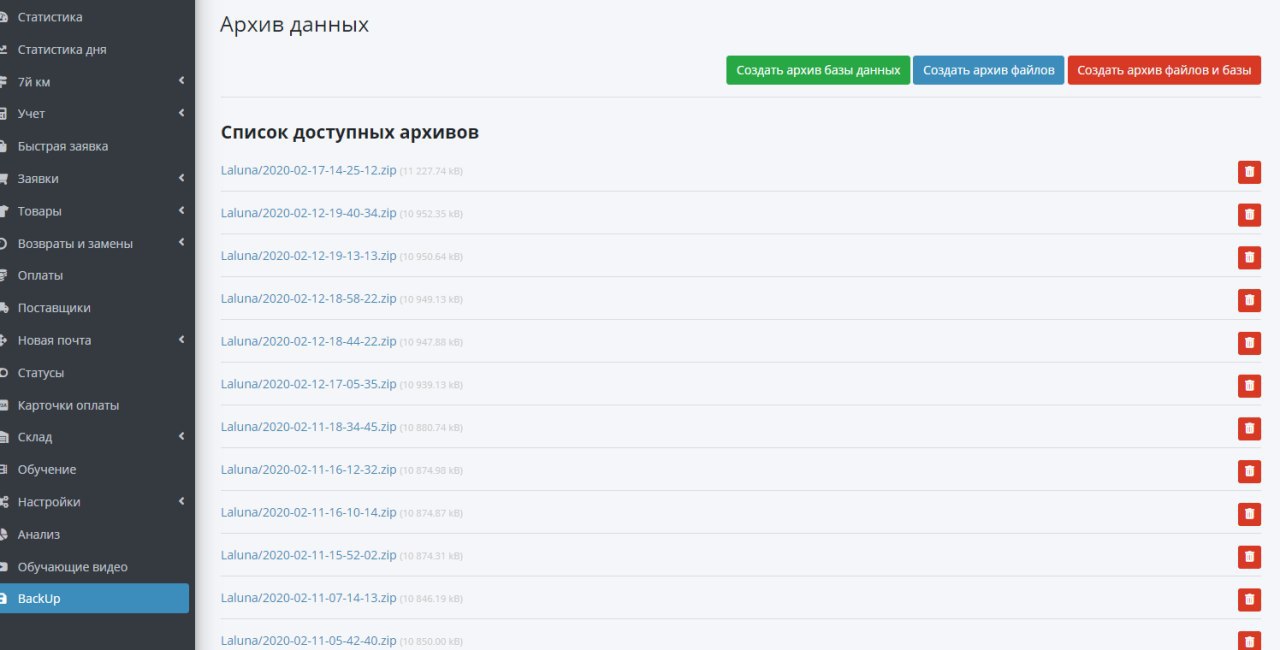 Статистика
Статистика дня
7й км
Учет
Быстрая заявка
Заявки
Товары
Возвраты и замены
Оплаты
Поставщики
Новая почта
Статусы
Карточки оплаты
Склад
Обучение
Настройки
Анализ
Обучающие видео
BackUp
Архив данных
Создать архив базы данных Создать архив файлов Создать архив файлов и базы
Список доступных архивов
Laluna/2020-02-17-14-25-12.zip (11 227.74 kB)
Laluna/2020-02-12-19-40-34.zip (10 952.35 kB)
Laluna/2020-02-12-19-13-13.zip (10 950.64 kB)
Laluna/2020-02-12-18-58-22.zip (10 949.13 kB)
Laluna/2020-02-12-18-44-22.zip (10 947.88 kB)
Laluna/2020-02-12-17-05-35.zip (10 939.13 kB)
Laluna/2020-02-11-18-34-45.zip (10 880.74 kB)
Laluna/2020-02-11-16-12-32.zip (10 874.98 kB)
Laluna/2020-02-11-16-10-14.zip (10 874.87 kB)
Laluna/2020-02-11-15-52-02.zip (10 874.31 kB)
Laluna/2020-02-11-07-14-13.zip (10 846.19 kB)
Laluna/2020-02-11-05-42-40.zip (10 850.00 kB)